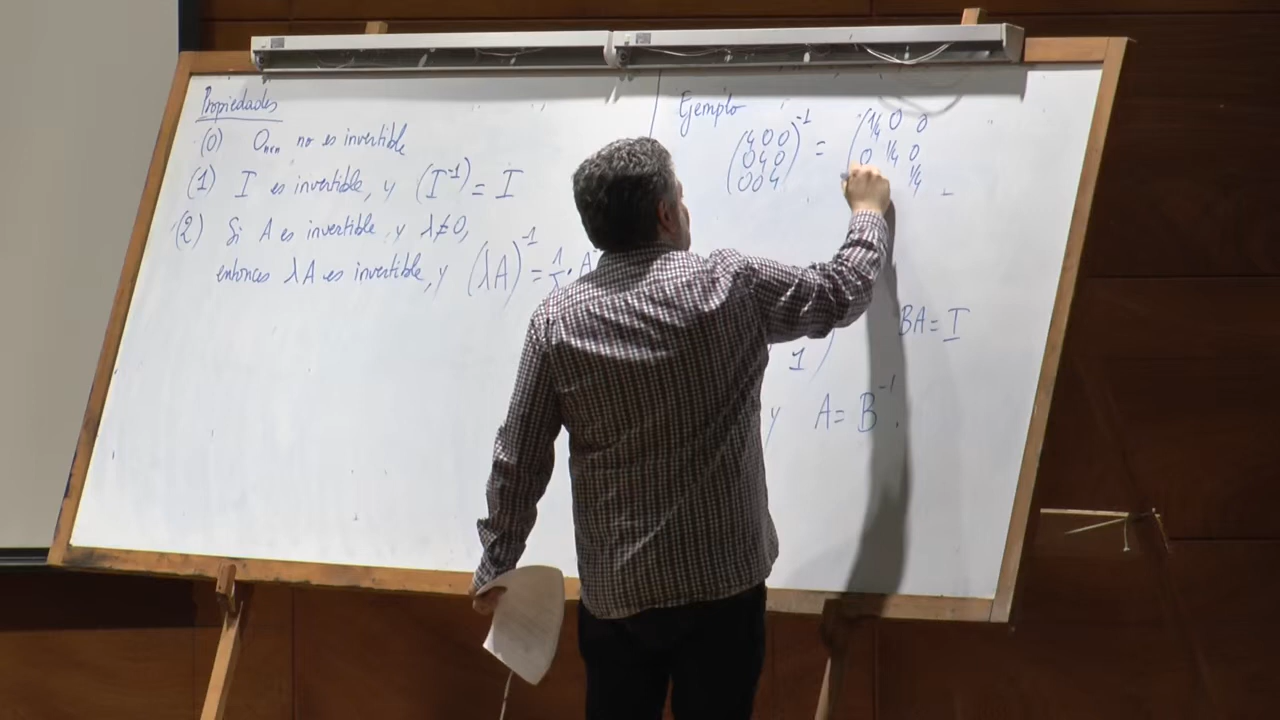 Propiedades
(0) 0nxn no es invertible
(1) I es invertible, y (I⁻¹) = I
(2) Si A es invertible y λ≠0,
entonces λA es invertible, y (λA)⁻¹ = 1/λ · A
Ejemplo
(4 0 0)⁻¹ = (1/4 0 0
(0 4 0) 0 1/4 0
(0 0 4) 1/4
BA = I
1)
y A = B⁻¹.